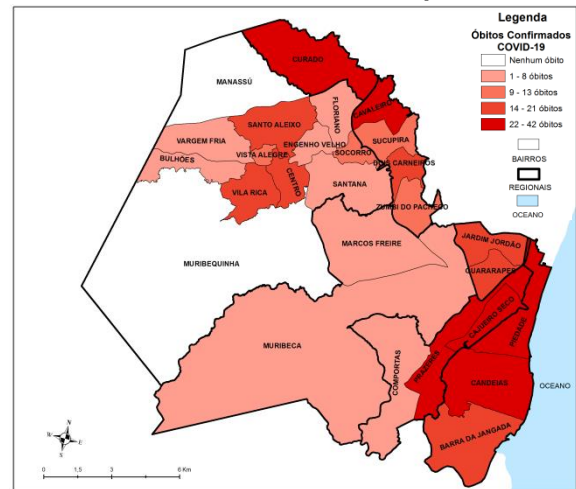 Legenda
Óbitos Confirmados
COVID-19
Nenhum óbito
1 - 8 óbitos
9 - 13 óbitos
14 - 21 óbitos
22 - 42 óbitos
BAIRROS
REGIONAIS
OCEANO
CURADO
MANASSÚ
CAVALEIRO
FLORIANO
SANTO ALEIXO
SUCUPIRA
VARGEM FRIA
ENGENHO VELHO
SOCORRO
VISTA ALEGRE
DOIS CARNEIROS
BULHÕES
CENTRO
VILA RICA
SANTANA
ZUMBI DO PACHECO
JARDIM JORDÃO
MARCOS FREIRE
GUARARAPES
MURIBEQUINHA
CAJUEIRO SECO
PIEDADE
MURIBECA
COMPORTAS
PRAZERES
CANDEIAS
OCEANO
BARRA DA JANGADA
N
W
E
S
0 1,5 3 6 Km